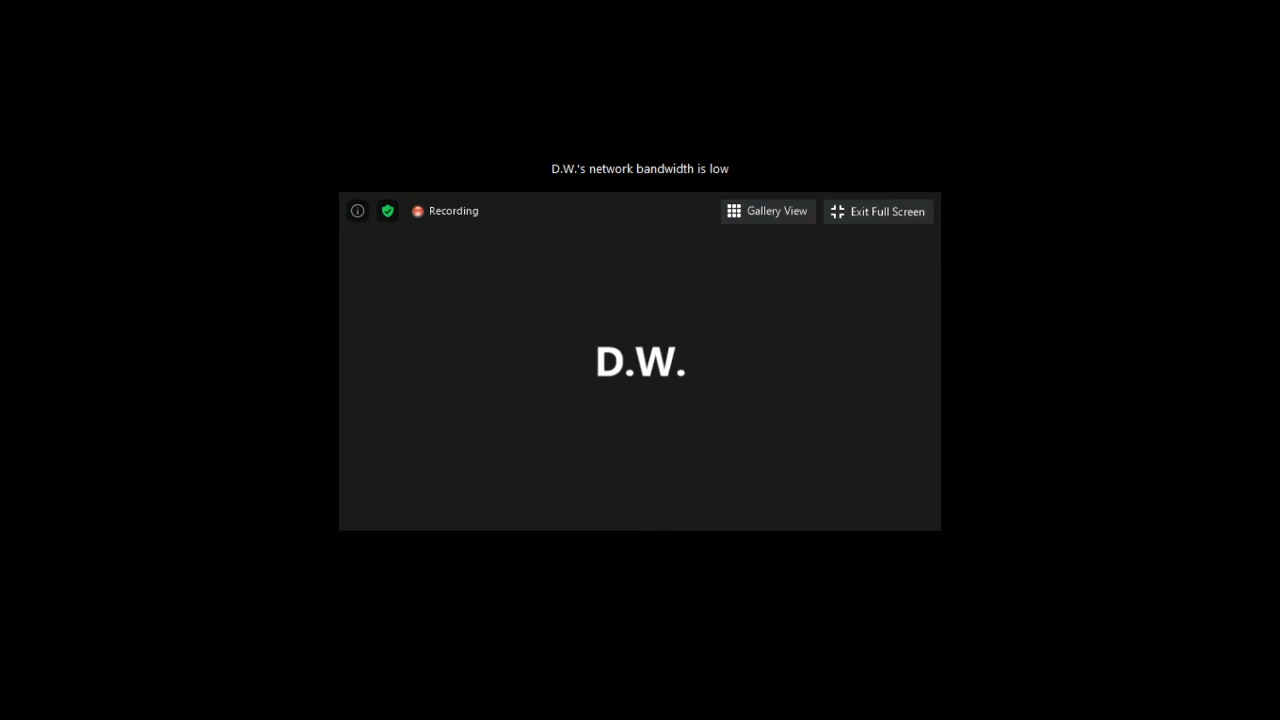 D.W.'s network bandwidth is low
Recording
Gallery View
Exit Full Screen
D.W.